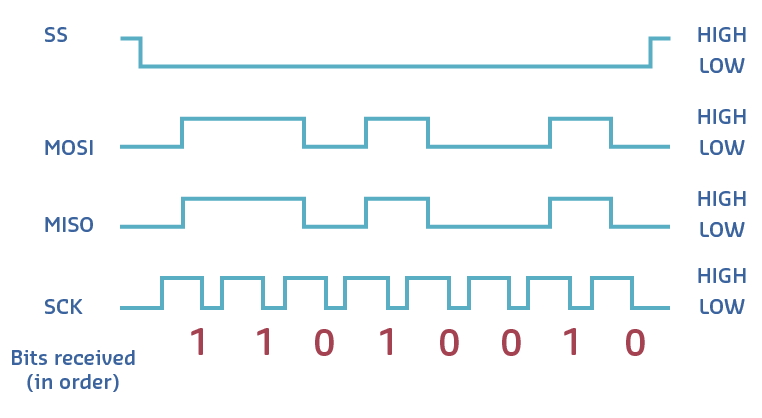 SS HIGH
LOW
HIGH
MOSI LOW
HIGH
MISO LOW
HIGH
SCK LOW
1 1 0 1 0 0 1 0
Bits received
(in order)